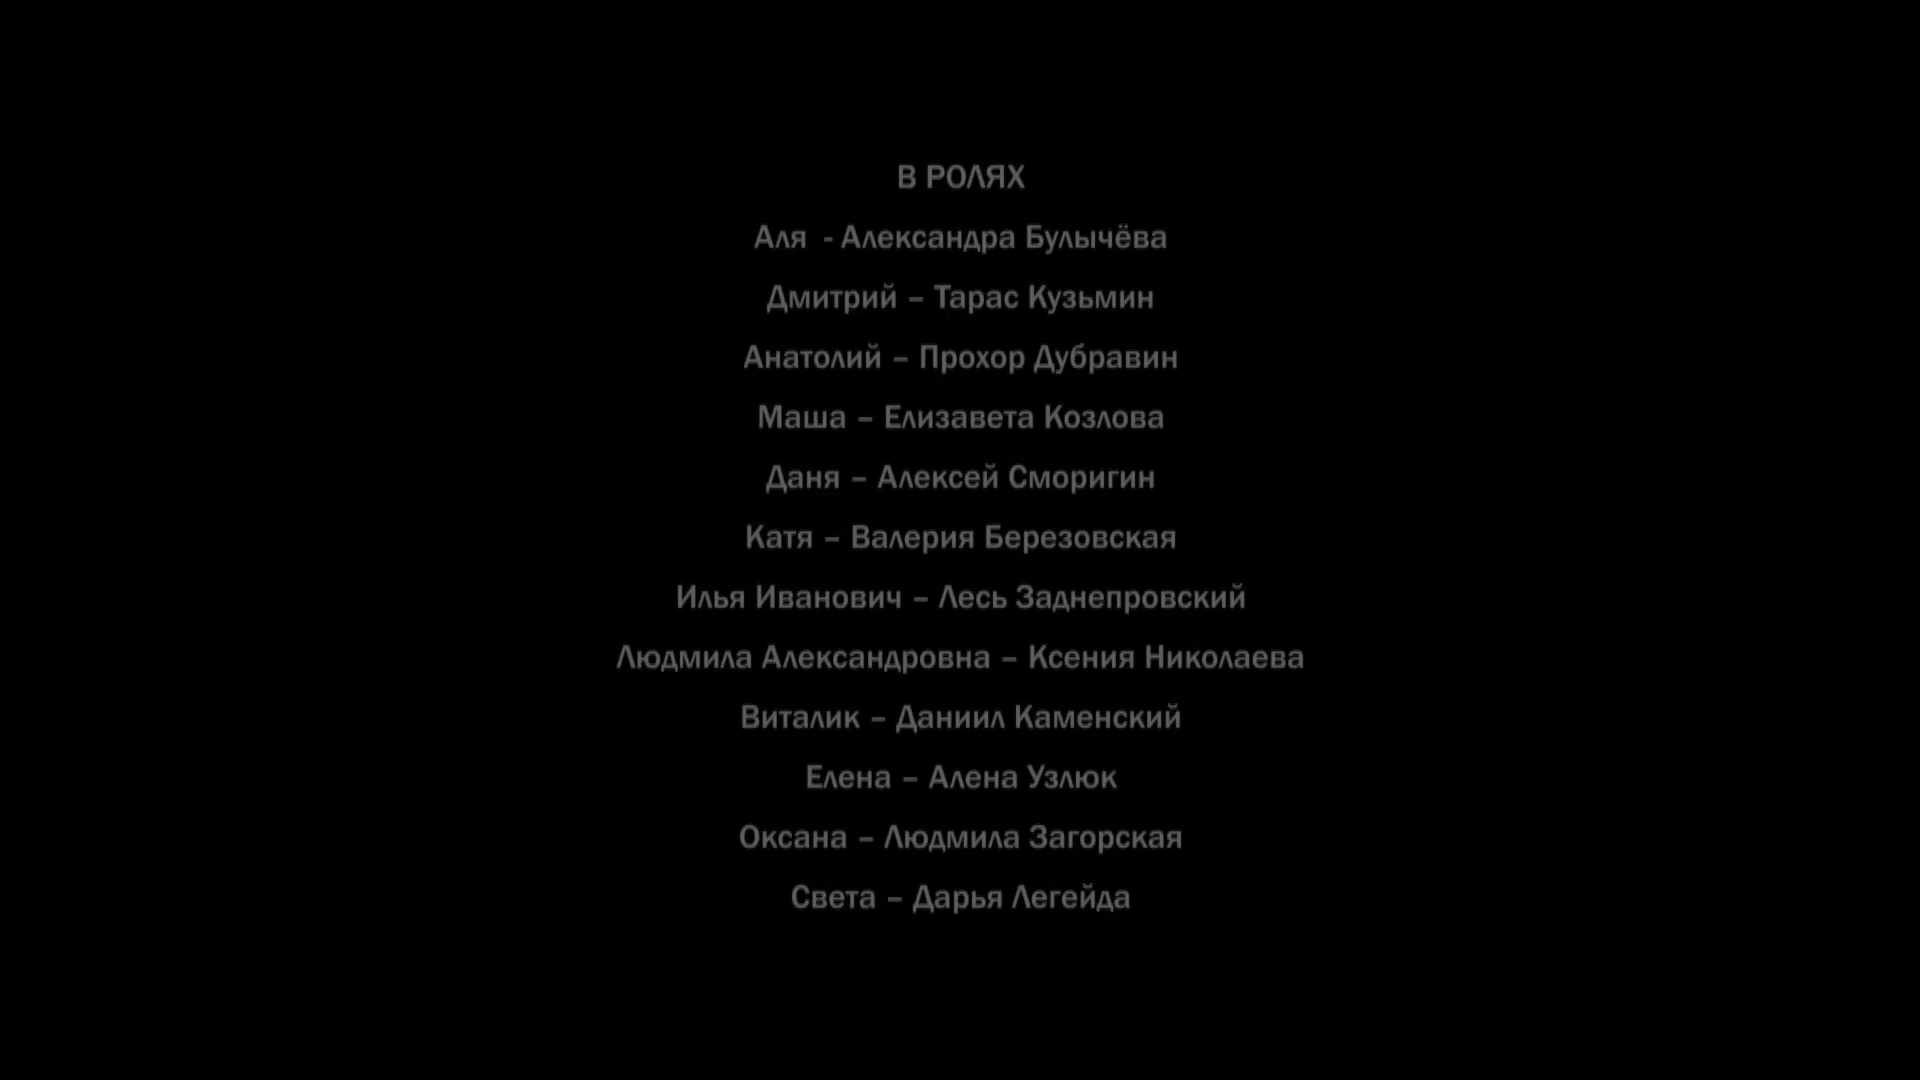 В РОЛЯХ
Аля - Александра Булычёва
Дмитрий – Тарас Кузьмин
Анатолий – Прохор Дубравин
Маша – Елизавета Козлова
Даня – Алексей Сморигин
Катя – Валерия Березовская
Илья Иванович – Лесь Заднепровский
Людмила Александровна – Ксения Николаева
Виталик – Даниил Каменский
Елена – Алена Узлюк
Оксана – Людмила Загорская
Света – Дарья Легейда